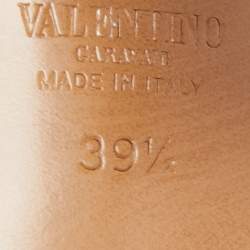 VALENTINO
GARAVANI
MADE IN ITALY
39½